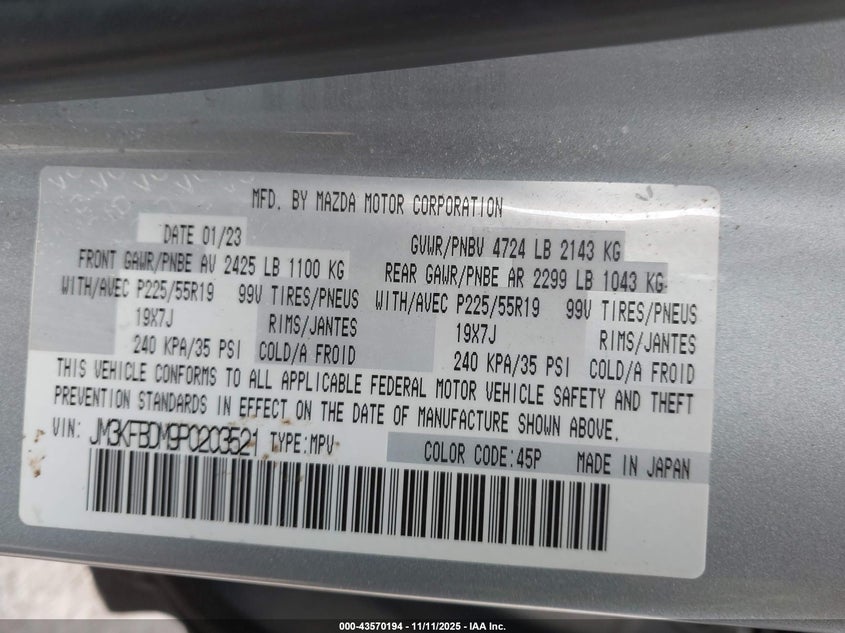 MFD. BY MAZDA MOTOR CORPORATION
DATE 01/23
GVWR/PNBV 4724 LB 2143 KG
FRONT GAWR/PNBE AV 2425 LB 1100 KG
REAR GAWR/PNBE AR 2299 LB 1043 KG
WITH/AVEC P225/55R19 99V TIRES/PNEUS
WITH/AVEC P225/55R19 99V TIRES/PNEUS
19X7J RIMS/JANTES
19X7J RIMS/JANTES
240 KPA/35 PSI COLD/A FROID
240 KPA/35 PSI COLD/A FROID
THIS VEHICLE CONFORMS TO ALL APPLICABLE FEDERAL MOTOR VEHICLE SAFETY AND THEFT
PREVENTION STANDARDS IN EFFECT ON THE DATE OF MANUFACTURE SHOWN ABOVE.
VIN: JM3KFBDM9P0203521 TYPE:MPV COLOR CODE:45P MADE IN JAPAN
000-43570194 - 11/11/2025 - IAA Inc.